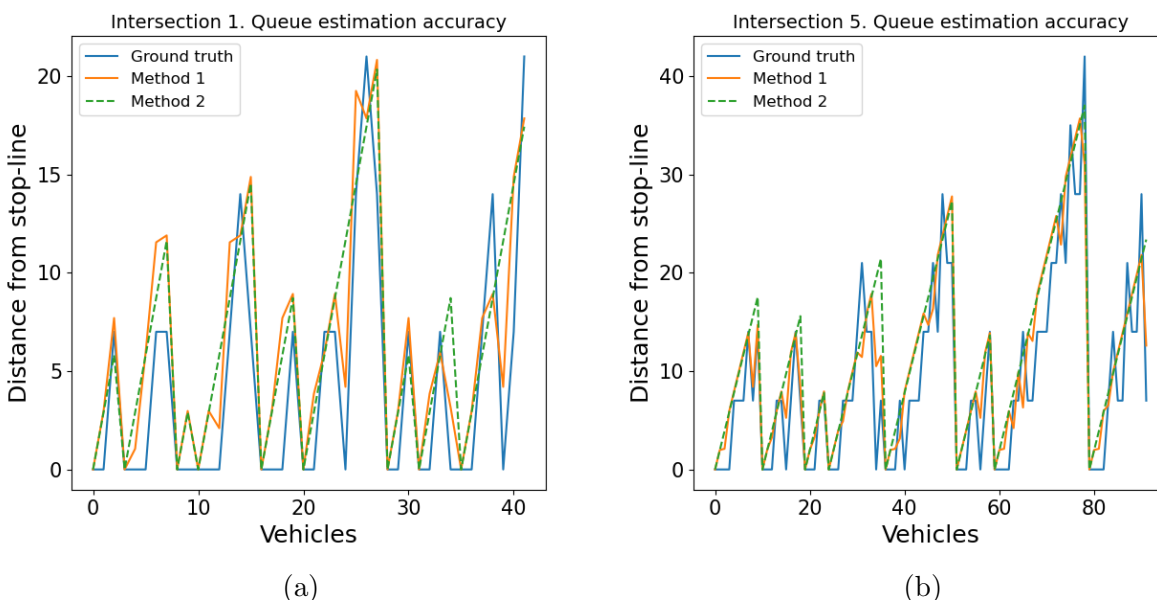 Intersection 1. Queue estimation accuracy
Ground truth
Method 1
Method 2
Distance from stop-line
20
15
10
5
0
0 10 20 30 40
Vehicles
(a)
Intersection 5. Queue estimation accuracy
Ground truth
Method 1
Method 2
Distance from stop-line
40
30
20
10
0
0 20 40 60 80
Vehicles
(b)